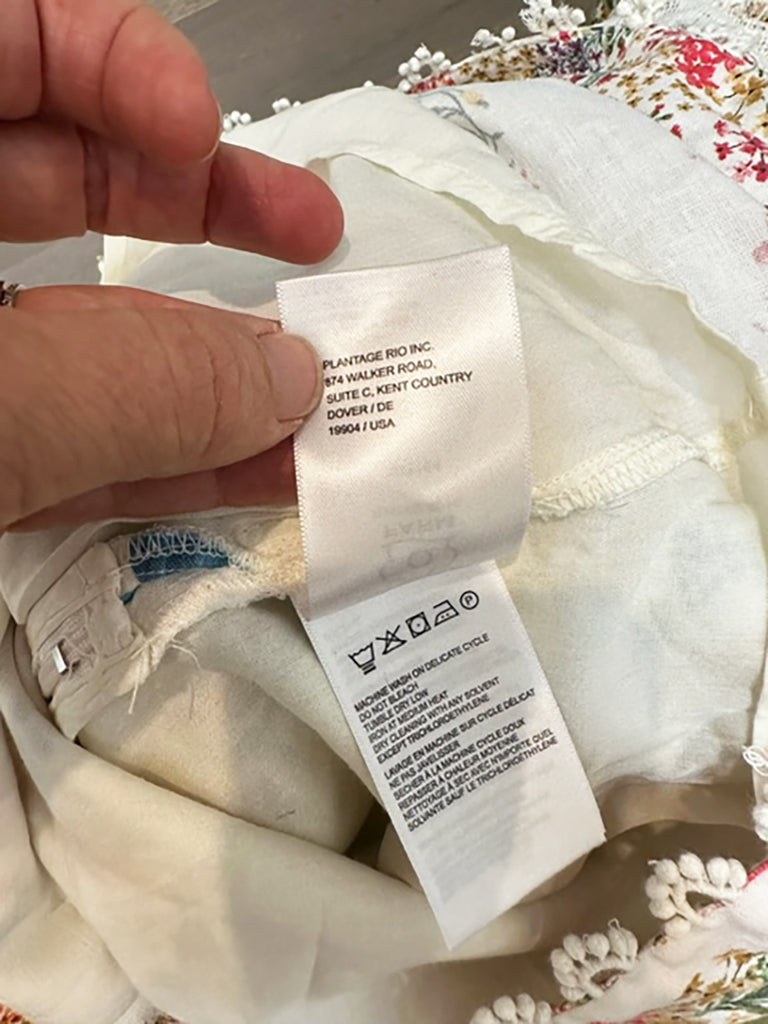 PLANTAGE RIO INC.
874 WALKER ROAD,
SUITE C, KENT COUNTRY
DOVER / DE
19904 / USA
MACHINE WASH ON DELICATE CYCLE
DO NOT BLEACH
TUMBLE DRY LOW
IRON AT MEDIUM HEAT
DRY CLEANING WITH ANY SOLVENT
EXCEPT TRICHLOROETHYLENE
LAVAGE EN MACHINE SUR CYCLE DÉLICAT
NE PAS JAVELISSER
SECHER À LA MACHINE CYCLE DOUX
REPASSER À CHALEUR MOYENNE
NETTOYAGE À SEC AVEC N'IMPORTE QUEL
SOLVANTE SAUF LE TRICHLOROÉTHYLÈNE